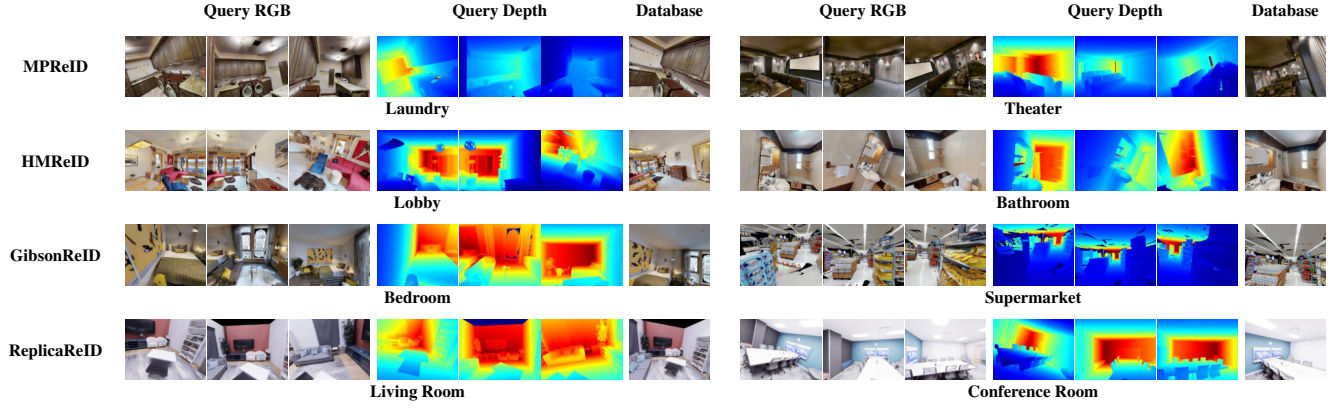 Query RGB Query Depth Database Query RGB Query Depth Database
MPReID
Laundry Theater
HMReID
Lobby Bathroom
GibsonReID
Bedroom Supermarket
ReplicaReID
Living Room Conference Room